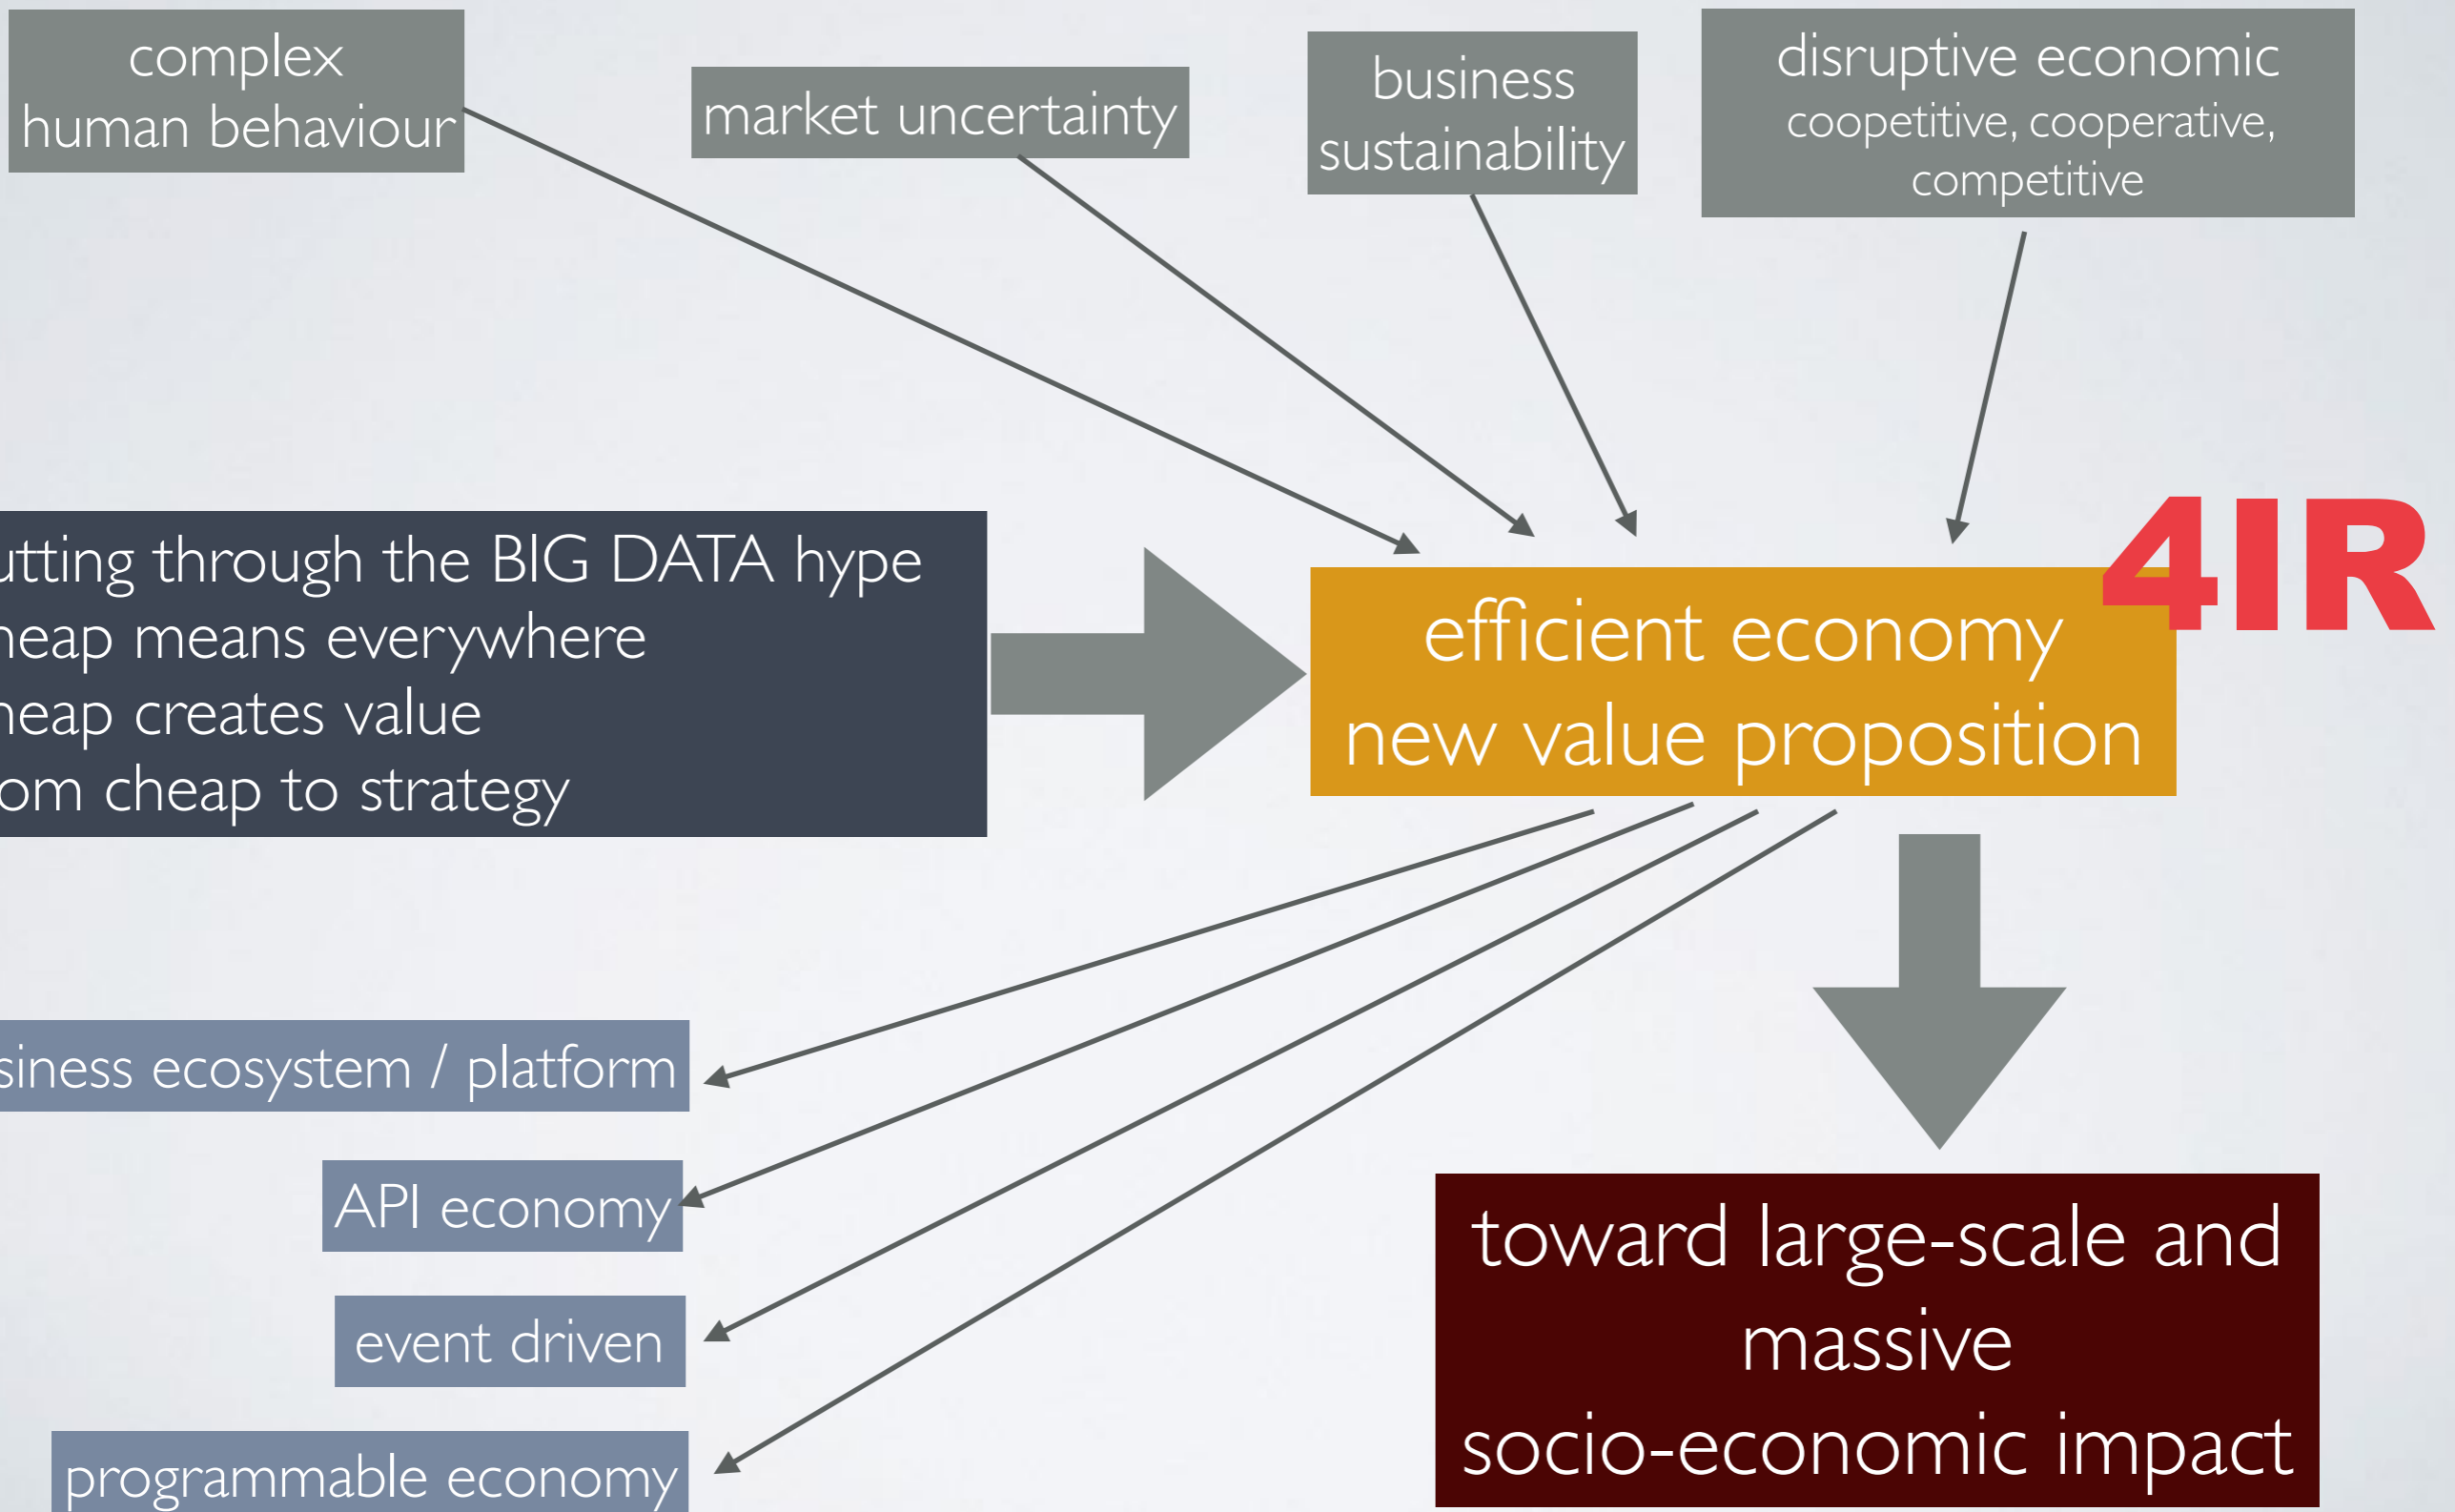 complex
human behaviour
market uncertainty
business
sustainability
disruptive economic
coopetitive, cooperative,
competitive
utting through the BIG DATA hype
heap means everywhere
heap creates value
om cheap to strategy
4IR
efficient economy
new value proposition
siness ecosystem / platform
API economy
event driven
programmable economy
toward large-scale and
massive
socio-economic impact